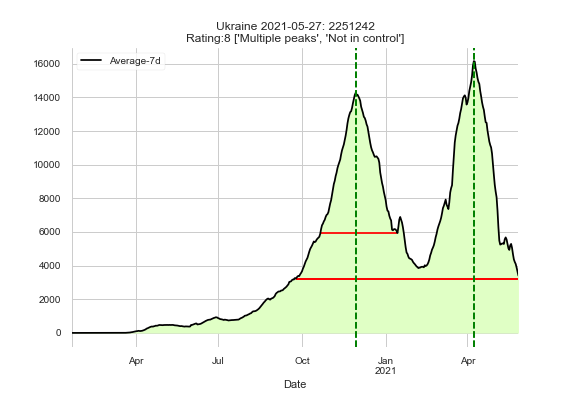 Ukraine 2021-05-27: 2251242
Rating:8 ['Multiple peaks', 'Not in control']
Average-7d
16000
14000
12000
10000
8000
6000
4000
2000
0
Apr
Jul
Oct
Jan
2021
Apr
Date